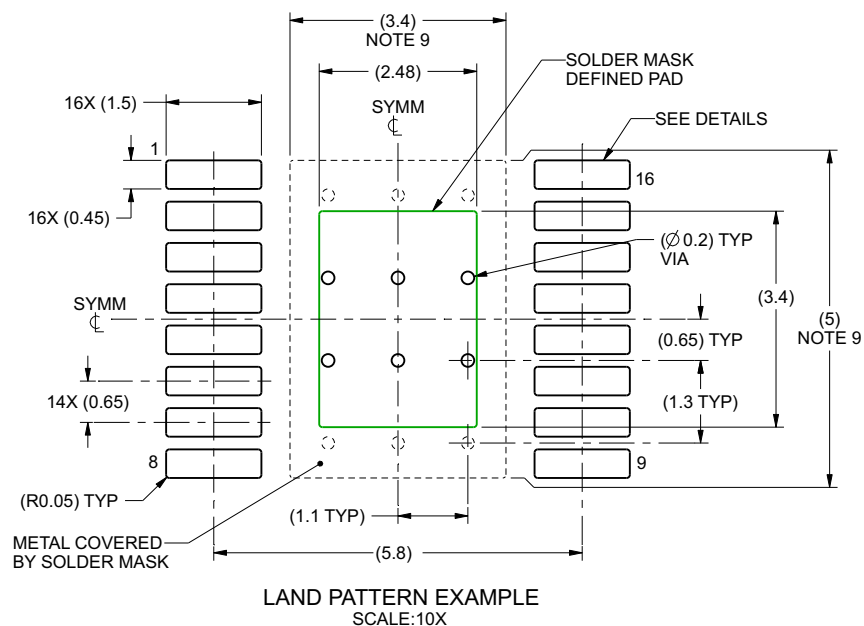 (3.4)
NOTE 9
(2.48)
SOLDER MASK
DEFINED PAD
16X (1.5)
SYMM
℄
SEE DETAILS
1
16
16X (0.45)
(Ø0.2) TYP
VIA
SYMM
℄
(3.4)
(5)
NOTE 9
(0.65) TYP
14X (0.65)
(1.3 TYP)
8
9
(R0.05) TYP
(1.1 TYP)
METAL COVERED
BY SOLDER MASK
(5.8)
LAND PATTERN EXAMPLE
SCALE:10X